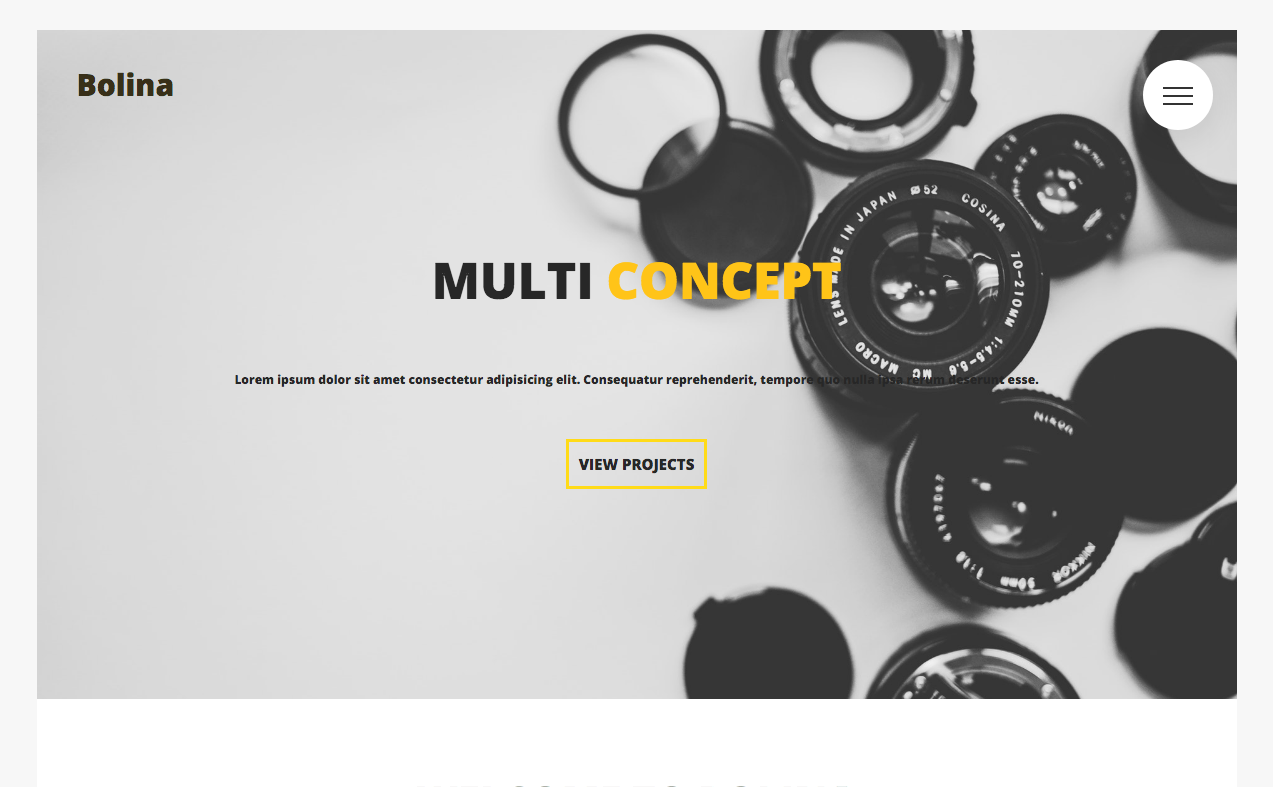 Bolina
MULTI CONCEPT
Lorem ipsum dolor sit amet consectetur adipisicing elit. Consequatur reprehenderit, tempore quo nulla ipsa rerum deserunt esse.
VIEW PROJECTS
LENS MADE IN JAPAN Ø52 COSINA 70-210MM 1:4.5-5.6 MC MACRO
NIKON
NIKKOR 50mm 1:1.8